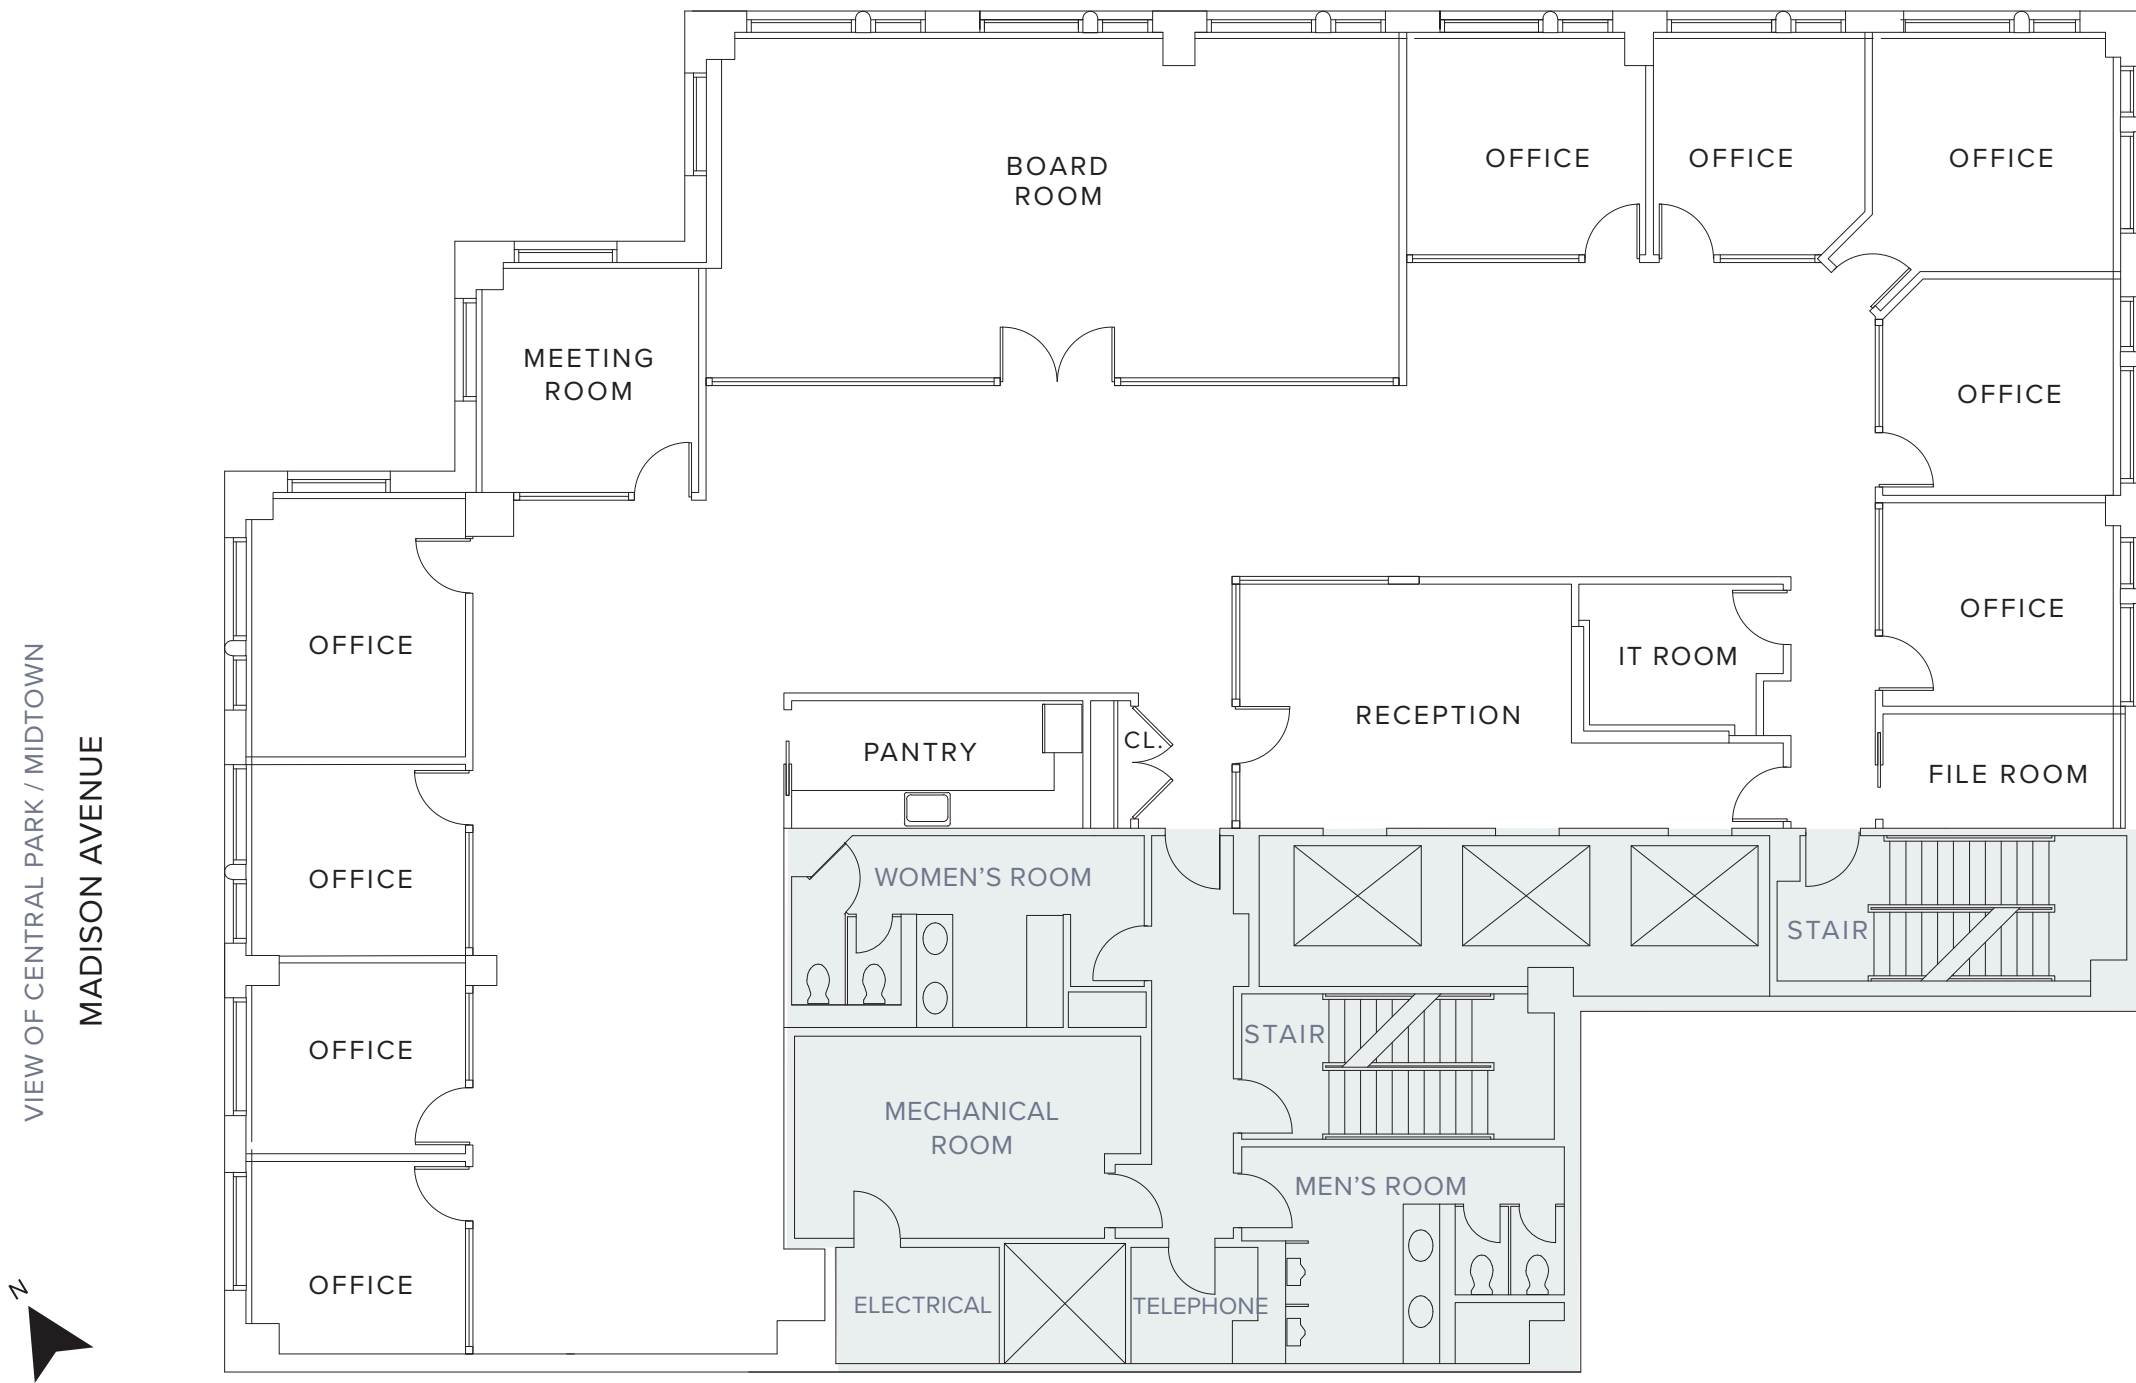 BOARD
ROOM
OFFICE
OFFICE
OFFICE
MEETING
ROOM
OFFICE
OFFICE
OFFICE
IT ROOM
RECEPTION
CL.
PANTRY
FILE ROOM
VIEW OF CENTRAL PARK / MIDTOWN
MADISON AVENUE
OFFICE
WOMEN'S ROOM
STAIR
STAIR
OFFICE
MECHANICAL
ROOM
MEN'S ROOM
OFFICE
ELECTRICAL
TELEPHONE
N